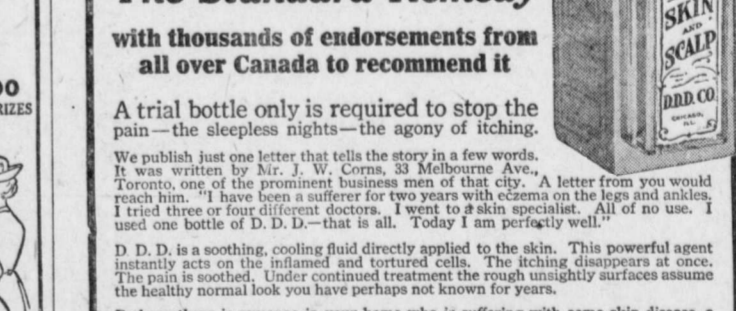 The Standard Remedy
with thousands of endorsements from
all over Canada to recommend it
A trial bottle only is required to stop the
pain—the sleepless nights—the agony of itching.
We publish just one letter that tells the story in a few words.
It was written by Mr. J. W. Corns, 33 Melbourne Ave.,
Toronto, one of the prominent business men of that city. A letter from you would
reach him. "I have been a sufferer for two years with eczema on the legs and ankles.
I tried three or four different doctors. I went to a skin specialist. All of no use. I
used one bottle of D. D. D.—that is all. Today I am perfectly well."
D. D. D. is a soothing, cooling fluid directly applied to the skin. This powerful agent
instantly acts on the inflamed and tortured cells. The itching disappears at once.
The pain is soothed. Under continued treatment the rough unsightly surfaces assume
the healthy normal look you have perhaps not known for years.
SKIN
AND
SCALP
D.D.D. CO.
CHICAGO,
ILL.